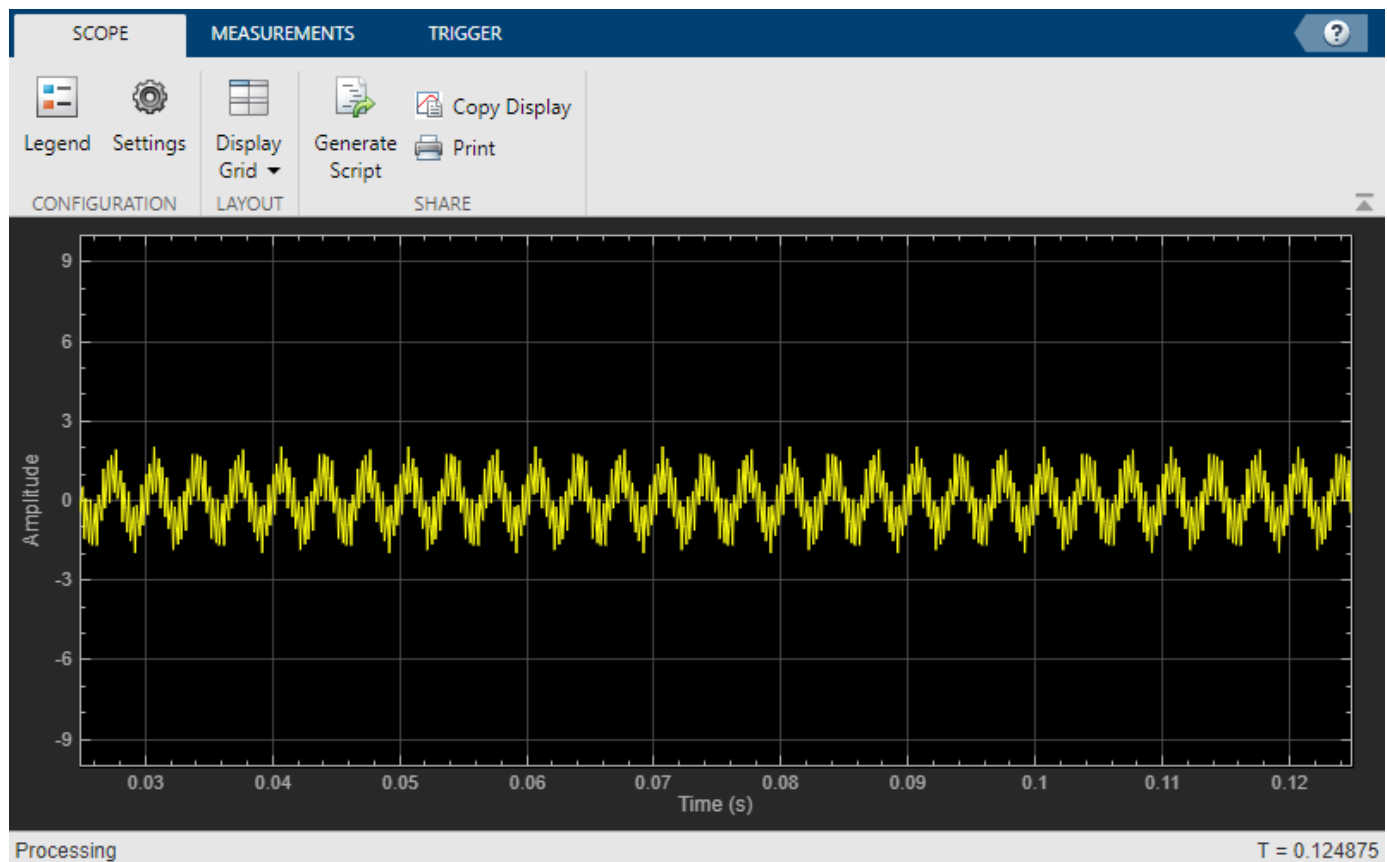 SCOPE MEASUREMENTS TRIGGER ?
Legend Settings Display Grid Generate Script Copy Display
Print
CONFIGURATION LAYOUT SHARE
9
6
3
0
-3
-6
-9
Amplitude
0.03 0.04 0.05 0.06 0.07 0.08 0.09 0.1 0.11 0.12
Time (s)
Processing T = 0.124875